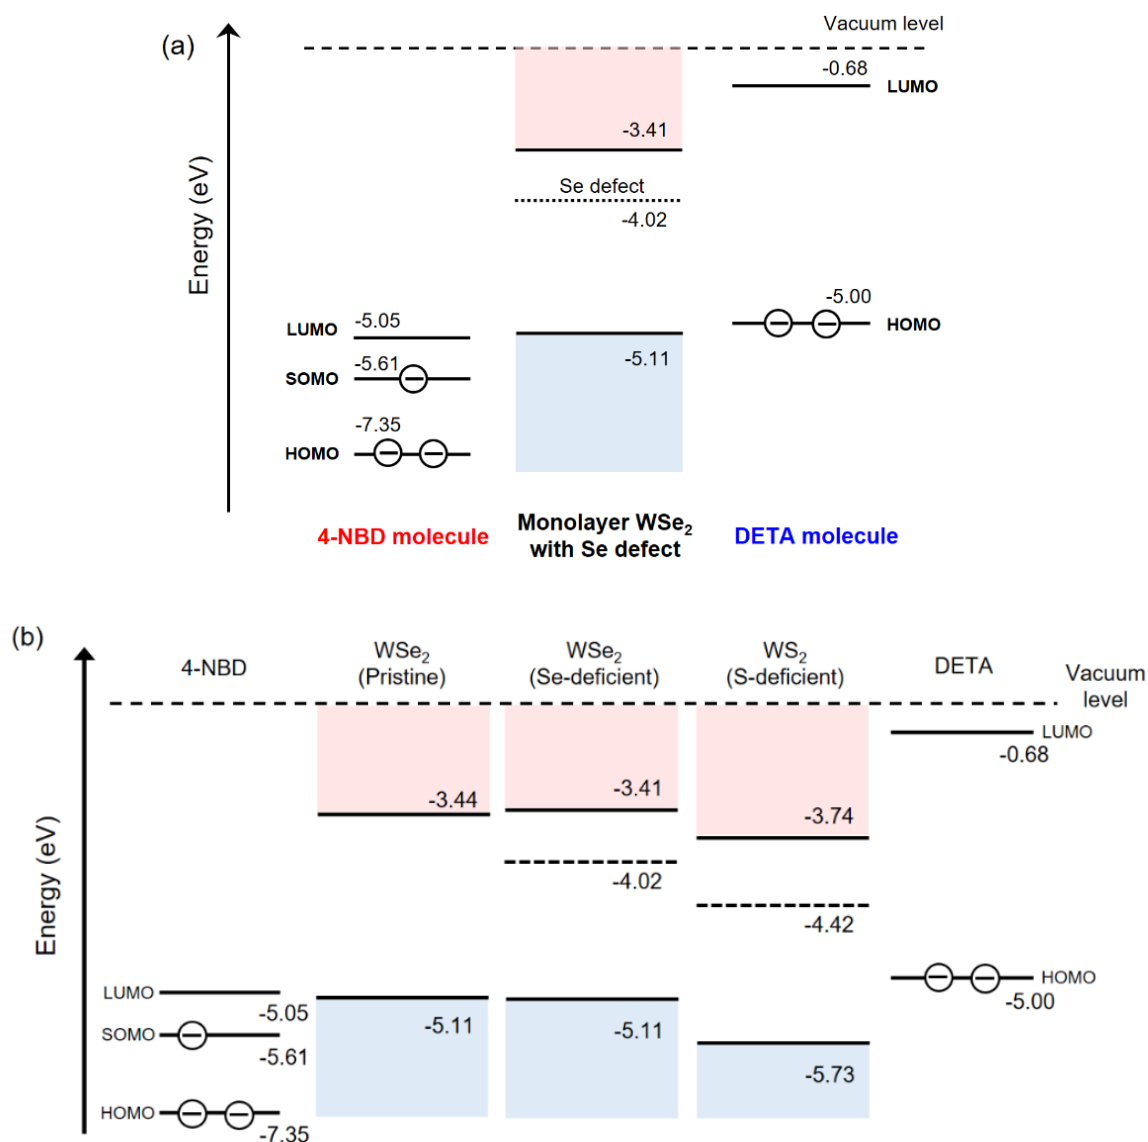 (a)
Vacuum level
Energy (eV)
-0.68
LUMO
-3.41
Se defect
-4.02
-5.00
HOMO
LUMO
-5.05
SOMO
-5.61
-5.11
-7.35
HOMO
4-NBD molecule
Monolayer WSe₂
with Se defect
DETA molecule
(b)
4-NBD
WSe₂
(Pristine)
WSe₂
(Se-deficient)
WS₂
(S-deficient)
DETA
Vacuum
level
Energy (eV)
LUMO
-0.68
-3.44
-3.41
-3.74
-4.02
-4.42
HOMO
-5.00
LUMO
-5.05
SOMO
-5.61
-5.11
-5.11
-5.73
HOMO
-7.35